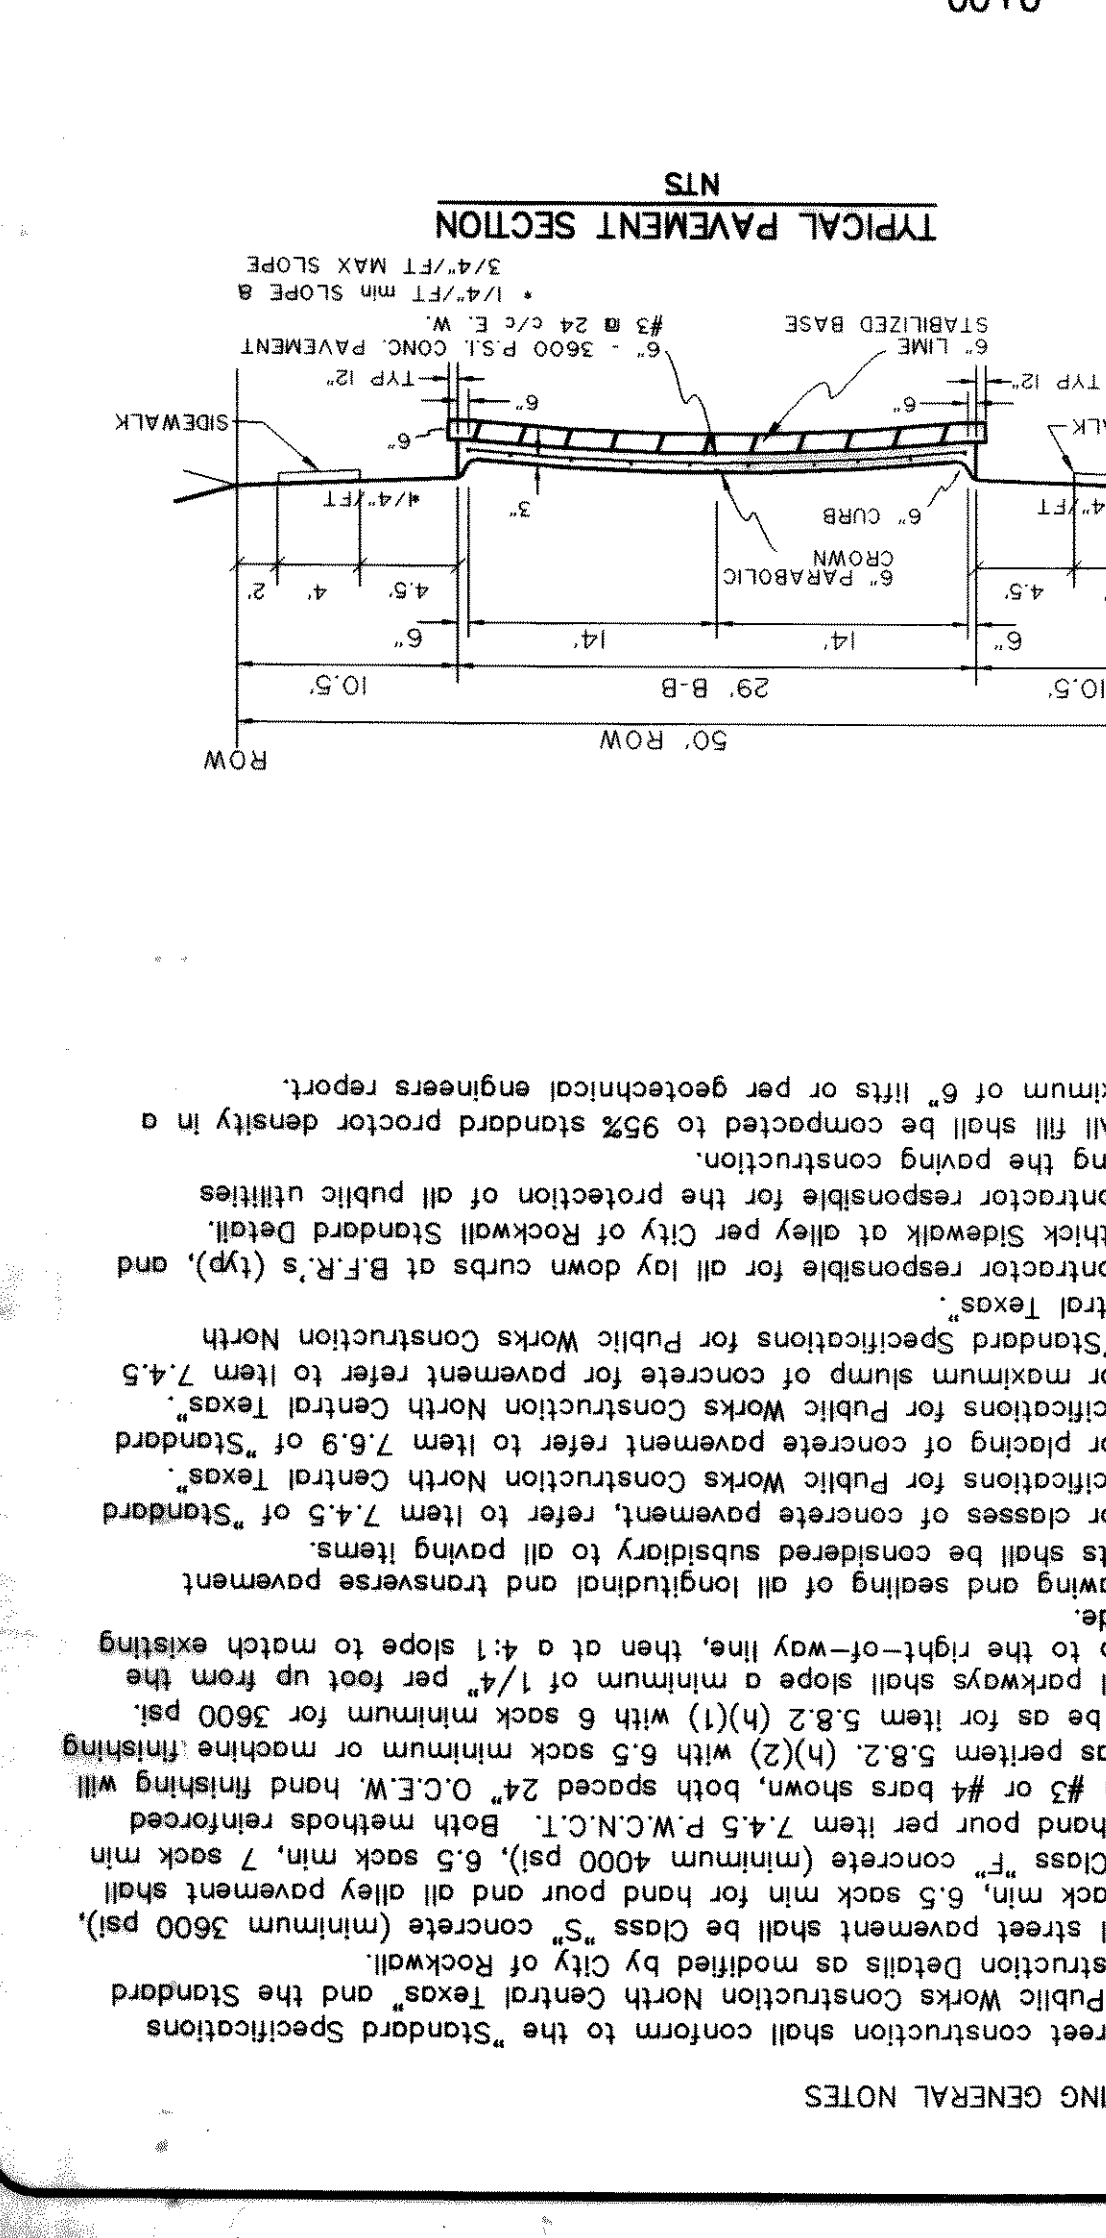 ING GENERAL NOTES
reet construction shall conform to the "Standard Specifications
Public Works Construction North Central Texas" and the Standard
struction Details as modified by City of Rockwall.
l street pavement shall be Class "S" concrete (minimum 3600 psi),
ack min, 6.5 sack min for hand pour and all alley pavement shall
Class "F" concrete (minimum 4000 psi), 6.5 sack min, 7 sack min
hand pour per item 7.4.5 P.W.C.N.C.T. Both methods reinforced
#3 or #4 bars shown, both spaced 24" O.C.E.W. hand finishing will
as peritem 5.8.2. (h)(2) with 6.5 sack minimum or machine finishing
be as for item 5.8.2 (h)(1) with 6 sack minimum for 3600 psi.
l parkways shall slope a minimum of 1/4" per foot up from the
to the right-of-way line, then at a 4:1 slope to match existing
de.
awing and sealing of all longitudinal and transverse pavement
ts shall be considered subsidiary to all paving items.
or classes of concrete pavement, refer to Item 7.4.5 of "Standard
cifications for Public Works Construction North Central Texas".
or placing of concrete pavement refer to Item 7.6.9 of "Standard
cifications for Public Works Construction North Central Texas".
or maximum slump of concrete for pavement refer to Item 7.4.5
"Standard Specifications for Public Works Construction North
tral Texas".
ontractor responsible for all lay down curbs at B.F.R.'s (typ), and
thick Sidewalk at alley per City of Rockwall Standard Detail.
ontractor responsible for the protection of all public utilities
ng the paving construction.
All fill shall be compacted to 95% standard proctor density in a
ximum of 6" lifts or per geotechnical engineers report.
ROW
50' ROW
10.5'
29' B-B
10.5'
6"
14'
14'
6"
4.5'
4.5'
4'
2'
6" PARABOLIC
CROWN
6" CURB
3"
4"/FT
*1/4"/FT
ALK
6"
SIDEWALK
6"
6"
TYP 12"
TYP 12"
6" LIME
STABILIZED BASE
6" - 3600 P.S.I. CONC. PAVEMENT
#3 @ 24 c/c E. W.
* 1/4"/FT min SLOPE &
3/4"/FT MAX SLOPE
TYPICAL PAVEMENT SECTION
NTS
0+00